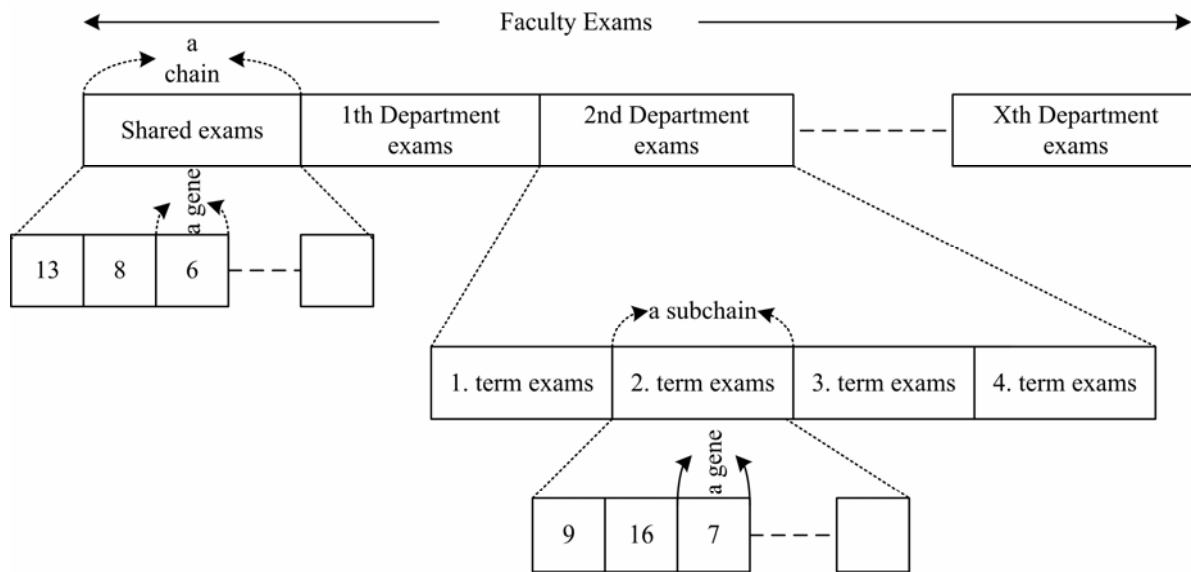 Faculty Exams
a
chain
Shared exams
1th Department
exams
2nd Department
exams
Xth Department
exams
a gene
13
8
6
a subchain
1. term exams
2. term exams
3. term exams
4. term exams
a gene
9
16
7